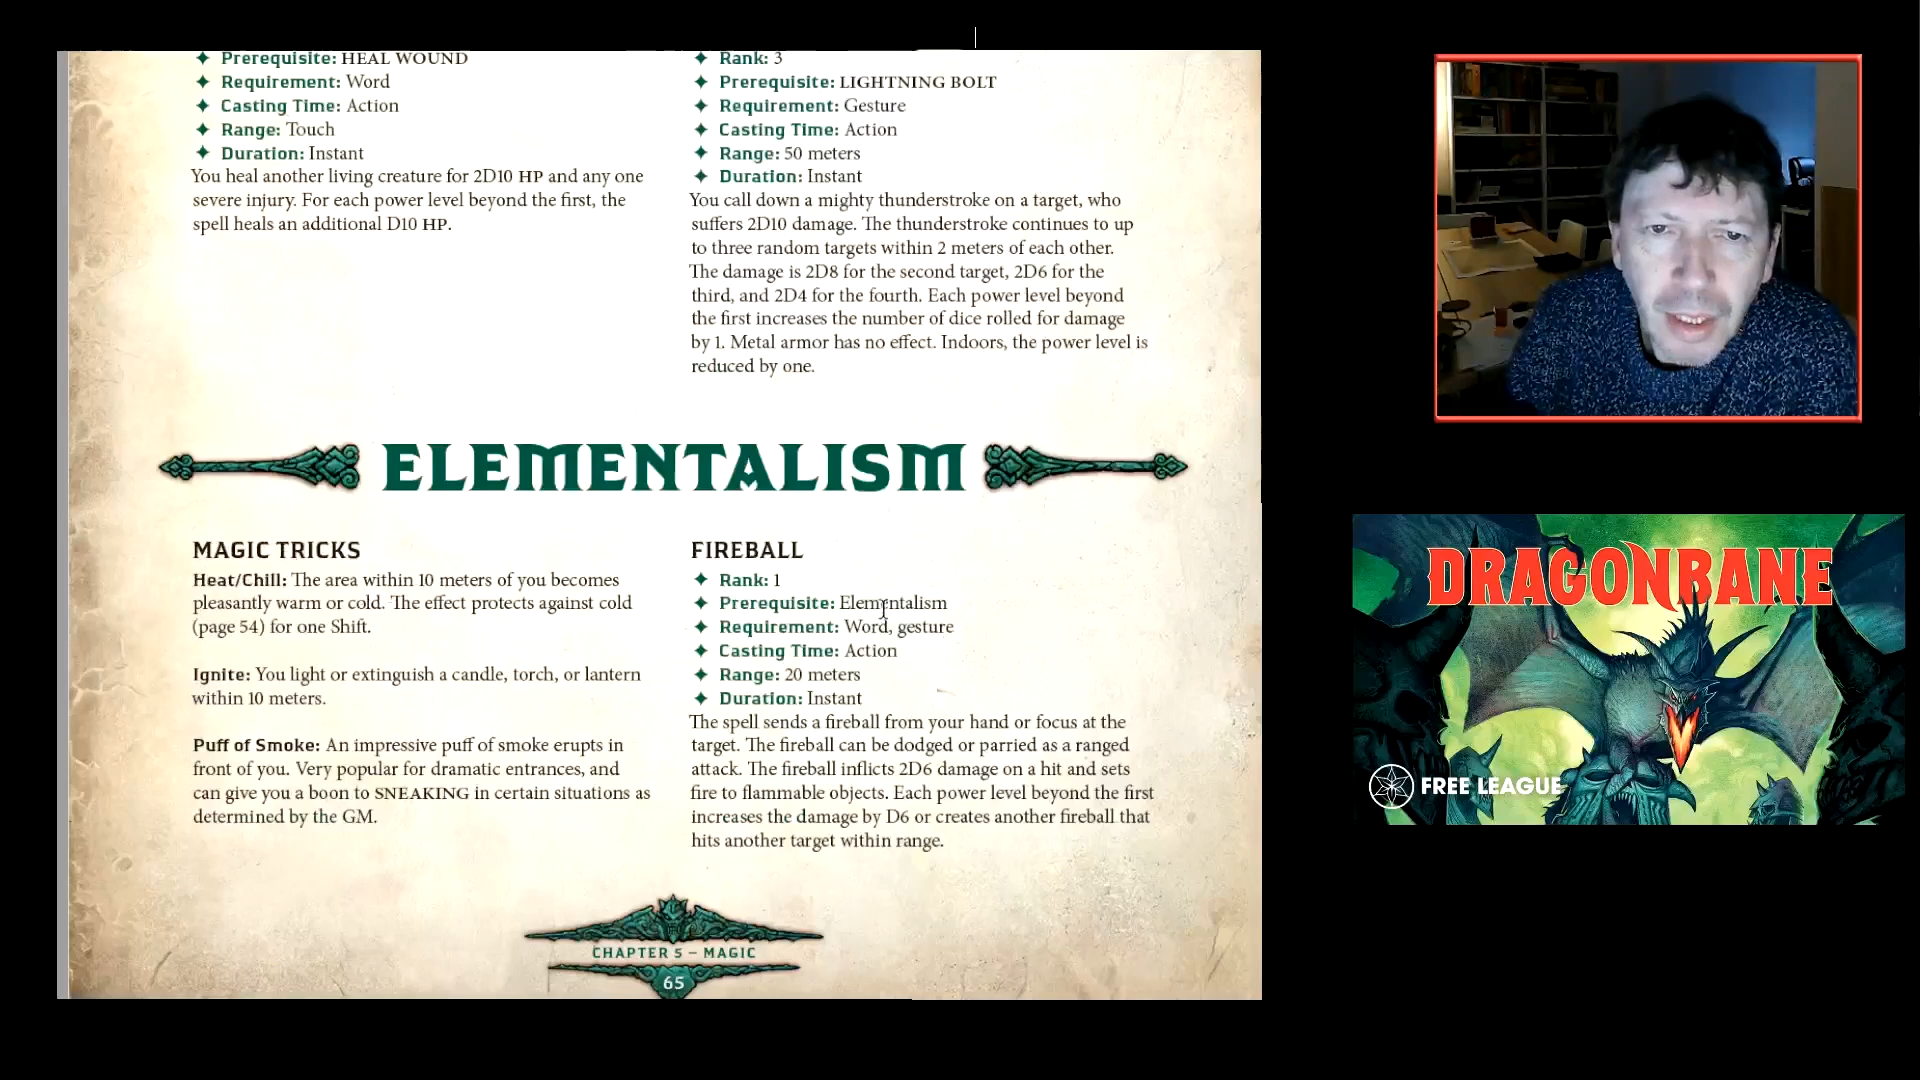 Prerequisite: HEAL WOUND
Requirement: Word
Casting Time: Action
Range: Touch
Duration: Instant
You heal another living creature for 2D10 HP and any one
severe injury. For each power level beyond the first, the
spell heals an additional D10 HP.
Rank: 3
Prerequisite: LIGHTNING BOLT
Requirement: Gesture
Casting Time: Action
Range: 50 meters
Duration: Instant
You call down a mighty thunderstroke on a target, who
suffers 2D10 damage. The thunderstroke continues to up
to three random targets within 2 meters of each other.
The damage is 2D8 for the second target, 2D6 for the
third, and 2D4 for the fourth. Each power level beyond
the first increases the number of dice rolled for damage
by 1. Metal armor has no effect. Indoors, the power level is
reduced by one.
ELEMENTALISM
MAGIC TRICKS
Heat/Chill: The area within 10 meters of you becomes
pleasantly warm or cold. The effect protects against cold
(page 54) for one Shift.
Ignite: You light or extinguish a candle, torch, or lantern
within 10 meters.
Puff of Smoke: An impressive puff of smoke erupts in
front of you. Very popular for dramatic entrances, and
can give you a boon to SNEAKING in certain situations as
determined by the GM.
FIREBALL
Rank: 1
Prerequisite: Elementalism
Requirement: Word, gesture
Casting Time: Action
Range: 20 meters
Duration: Instant
The spell sends a fireball from your hand or focus at the
target. The fireball can be dodged or parried as a ranged
attack. The fireball inflicts 2D6 damage on a hit and sets
fire to flammable objects. Each power level beyond the first
increases the damage by D6 or creates another fireball that
hits another target within range.
CHAPTER 5 – MAGIC
65
DRAGONBANE
FREE LEAGUE